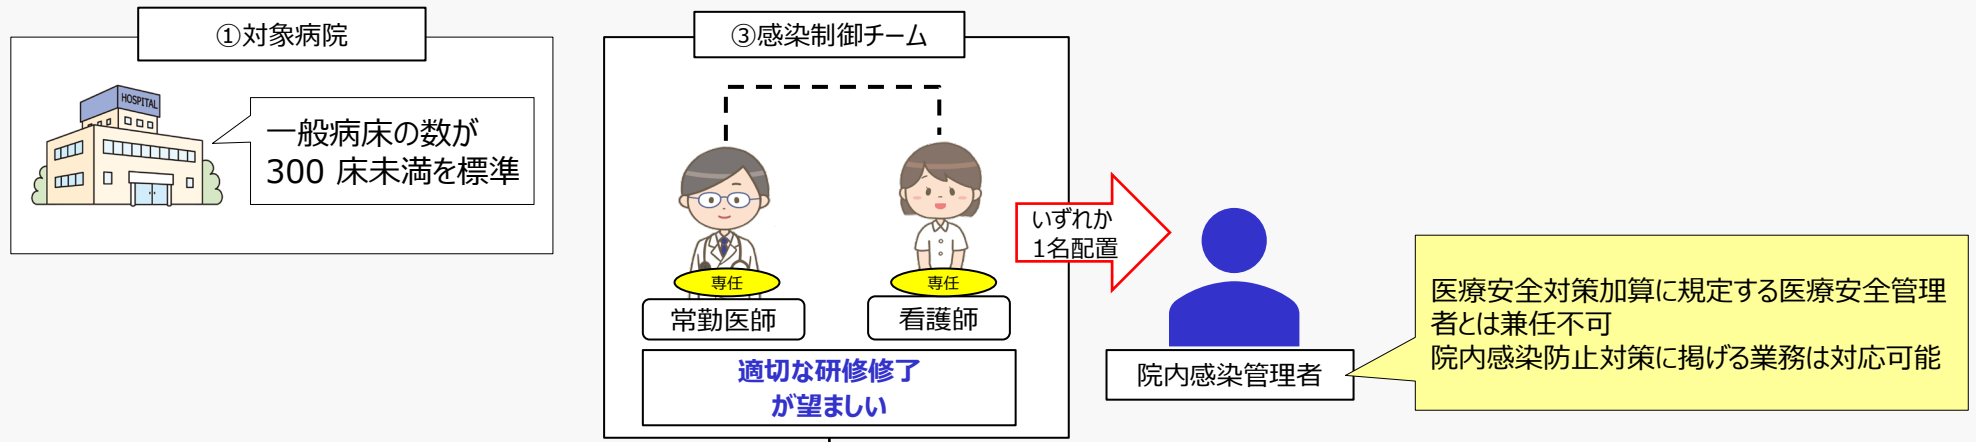 ①対象病院
HOSPITAL
一般病床の数が
300 床未満を標準
③感染制御チーム
専任
常勤医師
専任
看護師
適切な研修修了
が望ましい
いずれか
1名配置
院内感染管理者
医療安全対策加算に規定する医療安全管理
者とは兼任不可
院内感染防止対策に掲げる業務は対応可能